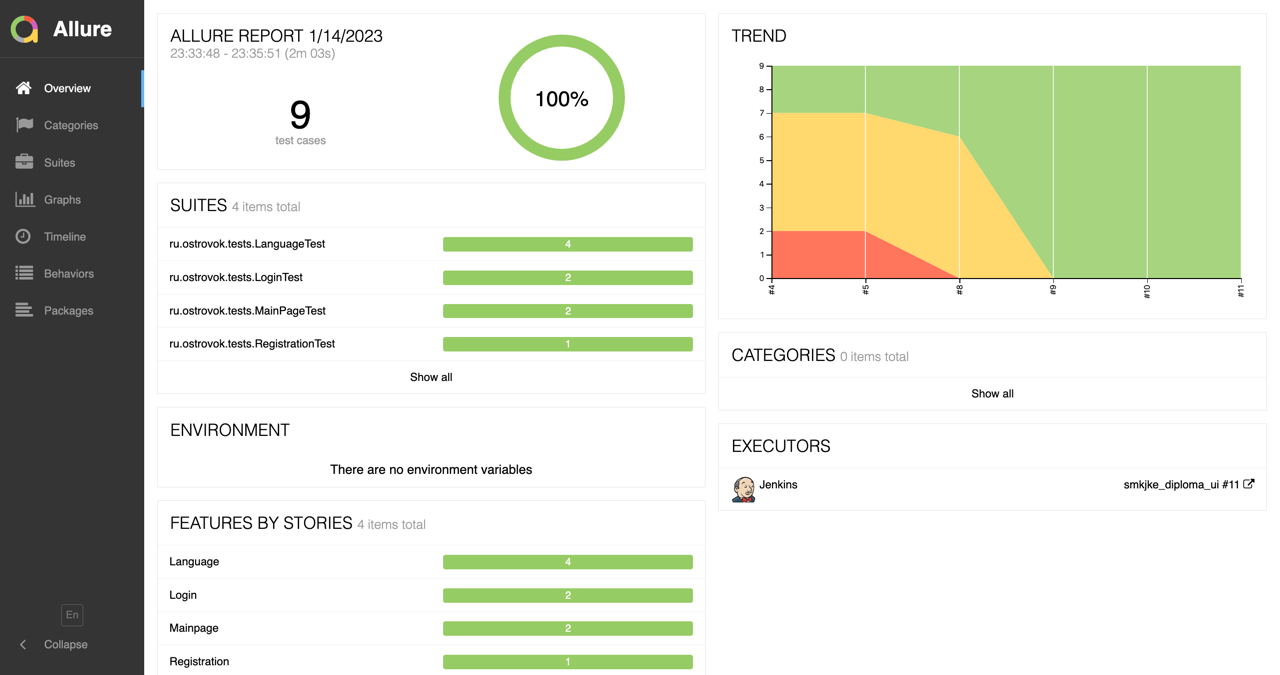 Allure
Overview
Categories
Suites
Graphs
Timeline
Behaviors
Packages
En
Collapse
ALLURE REPORT 1/14/2023
23:33:48 - 23:35:51 (2m 03s)
9
test cases
100%
SUITES 4 items total
ru.ostrovok.tests.LanguageTest 4
ru.ostrovok.tests.LoginTest 2
ru.ostrovok.tests.MainPageTest 2
ru.ostrovok.tests.RegistrationTest 1
Show all
ENVIRONMENT
There are no environment variables
FEATURES BY STORIES 4 items total
Language 4
Login 2
Mainpage 2
Registration 1
TREND
9
8
7
6
5
4
3
2
1
0
#4 #5 #8 #9 #10 #11
CATEGORIES 0 items total
Show all
EXECUTORS
Jenkins smkjke_diploma_ui #11